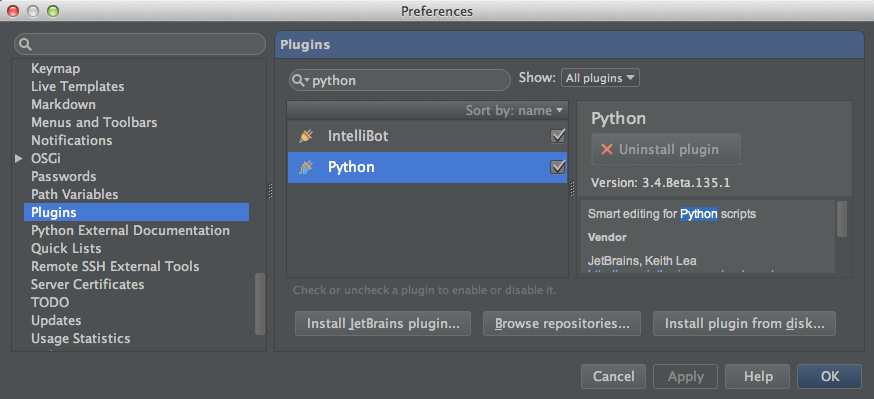 Preferences
Keymap
Live Templates
Markdown
Menus and Toolbars
Notifications
OSGi
Passwords
Path Variables
Plugins
Python External Documentation
Quick Lists
Remote SSH External Tools
Server Certificates
TODO
Updates
Usage Statistics
Plugins
python
Show: All plugins
Sort by: name
IntelliBot
Python
Python
Uninstall plugin
Version: 3.4.Beta.135.1
Smart editing for Python scripts
Vendor
JetBrains, Keith Lea
Check or uncheck a plugin to enable or disable it.
Install JetBrains plugin...
Browse repositories...
Install plugin from disk...
Cancel
Apply
Help
OK